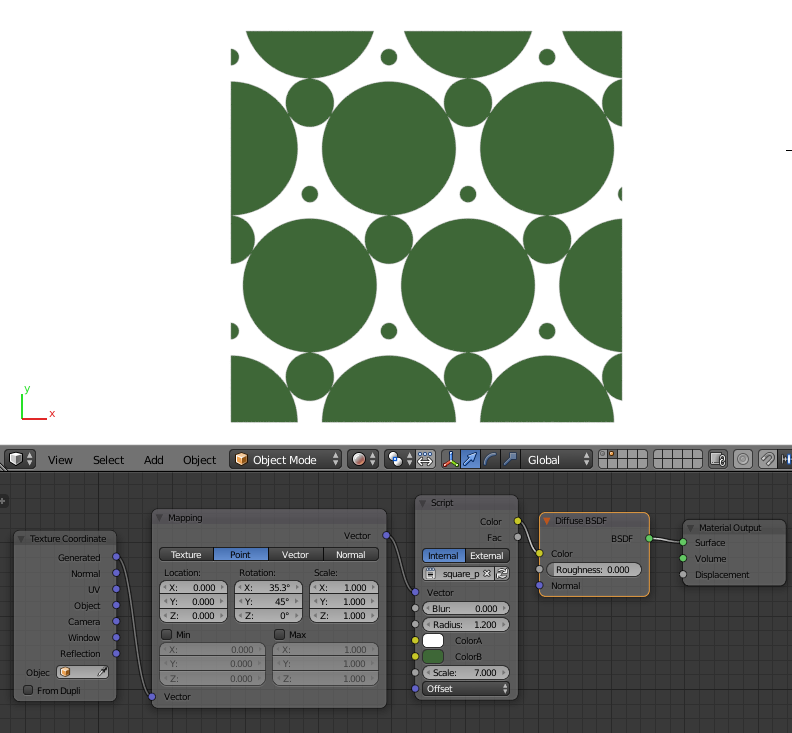 y
x
View Select Add Object Object Mode Global
Texture Coordinate
Generated
Normal
UV
Object
Camera
Window
Reflection
Objec
From Dupli
Mapping
Vector
Texture Point Vector Normal
Location: Rotation: Scale:
X: 0.000 X: 35.3° X: 1.000
Y: 0.000 Y: 45° Y: 1.000
Z: 0.000 Z: 0° Z: 1.000
Min Max
X: 0.000 X: 1.000
Y: 0.000 Y: 1.000
Z: 0.000 Z: 1.000
Vector
Script
Color
Fac
Internal External
square_p
Vector
Blur: 0.000
Radius: 1.200
ColorA
ColorB
Scale: 7.000
Offset
Diffuse BSDF
BSDF
Color
Roughness: 0.000
Normal
Material Output
Surface
Volume
Displacement